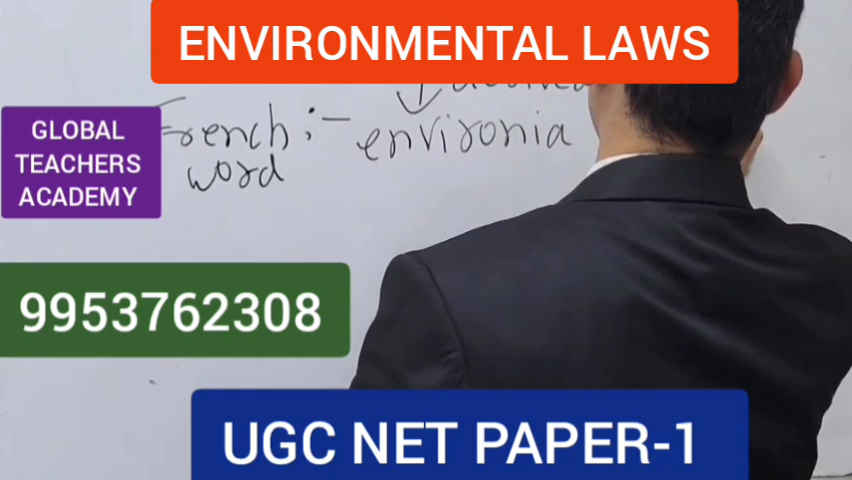 ENVIRONMENTAL LAWS
GLOBAL
TEACHERS
ACADEMY
French :- environia
word
9953762308
UGC NET PAPER-1